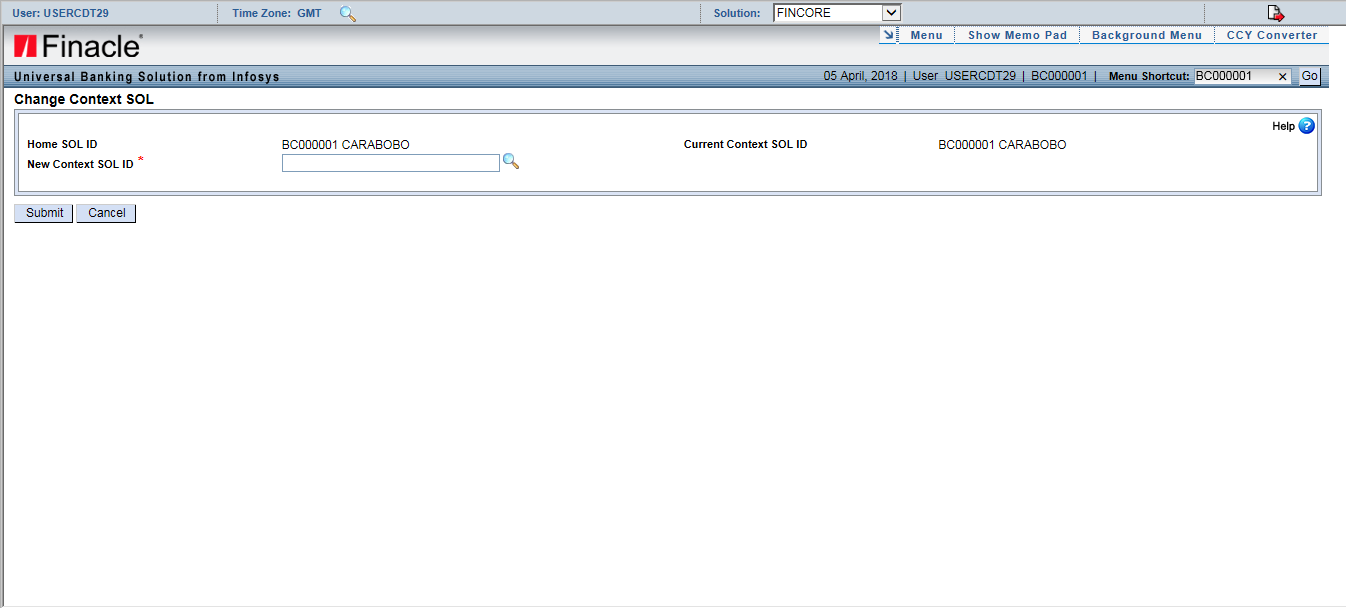 User: USERCDT29 Time Zone: GMT Solution: FINCORE
Menu Show Memo Pad Background Menu CCY Converter
Finacle®
Universal Banking Solution from Infosys 05 April, 2018 | User USERCDT29 | BC000001 | Menu Shortcut: BC000001 × Go
Change Context SOL
Help ?
Home SOL ID BC000001 CARABOBO Current Context SOL ID BC000001 CARABOBO
New Context SOL ID *
Submit Cancel